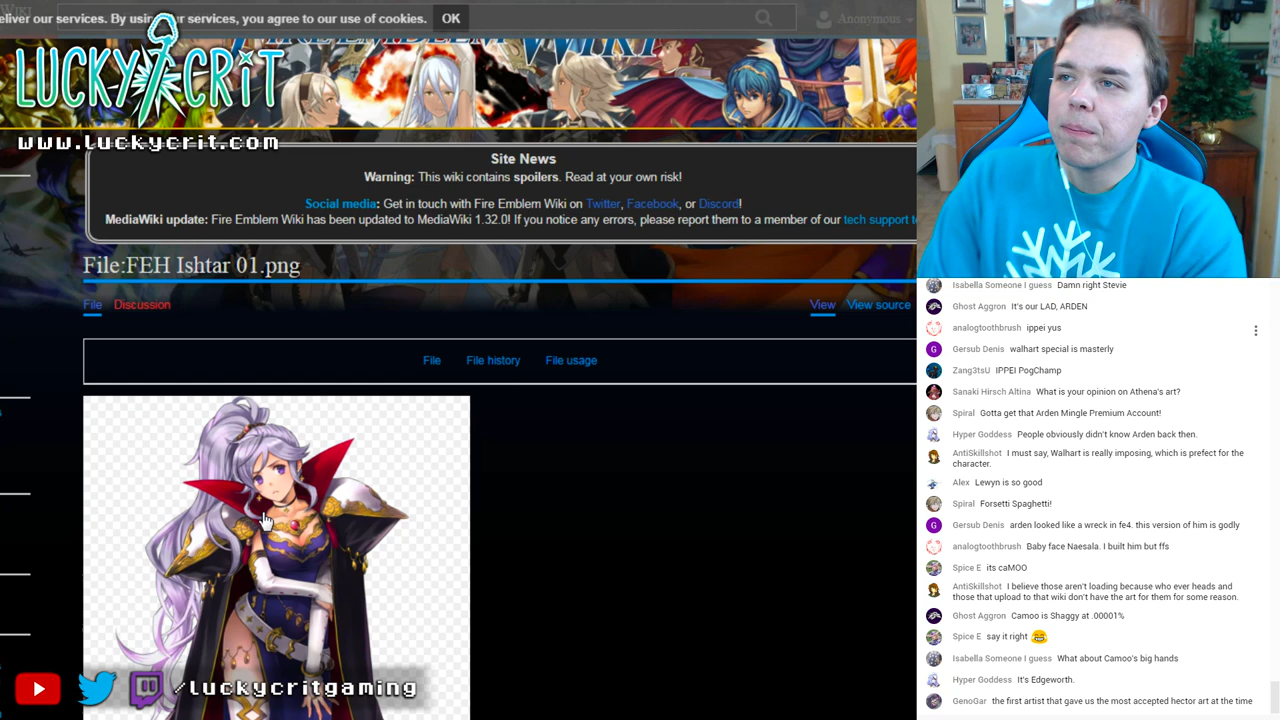 eliver our services. By using our services, you agree to our use of cookies. OK
Anonymous
LUCKY CRIT
www.luckycrit.com
Site News
Warning: This wiki contains spoilers. Read at your own risk!
Social media: Get in touch with Fire Emblem Wiki on Twitter, Facebook, or Discord!
MediaWiki update: Fire Emblem Wiki has been updated to MediaWiki 1.32.0! If you notice any errors, please report them to a member of our tech support te
File:FEH Ishtar 01.png
File Discussion View View source
File File history File usage
/luckycritgaming
Isabella Someone I guess Damn right Stevie
Ghost Aggron It's our LAD, ARDEN
analogtoothbrush ippei yus
G Gersub Denis walhart special is masterly
Zang3tsU IPPEI PogChamp
Sanaki Hirsch Altina What is your opinion on Athena's art?
Spiral Gotta get that Arden Mingle Premium Account!
Hyper Goddess People obviously didn't know Arden back then.
AntiSkillshot I must say, Walhart is really imposing, which is prefect for the
character.
Alex Lewyn is so good
Spiral Forsetti Spaghetti!
G Gersub Denis arden looked like a wreck in fe4. this version of him is godly
analogtoothbrush Baby face Naesala. I built him but ffs
Spice E its caMOO
AntiSkillshot I believe those aren't loading because who ever heads and
those that upload to that wiki don't have the art for them for some reason.
Ghost Aggron Camoo is Shaggy at .00001%
Spice E say it right 😂
Isabella Someone I guess What about Camoo's big hands
Hyper Goddess It's Edgeworth.
GenoGar the first artist that gave us the most accepted hector art at the time